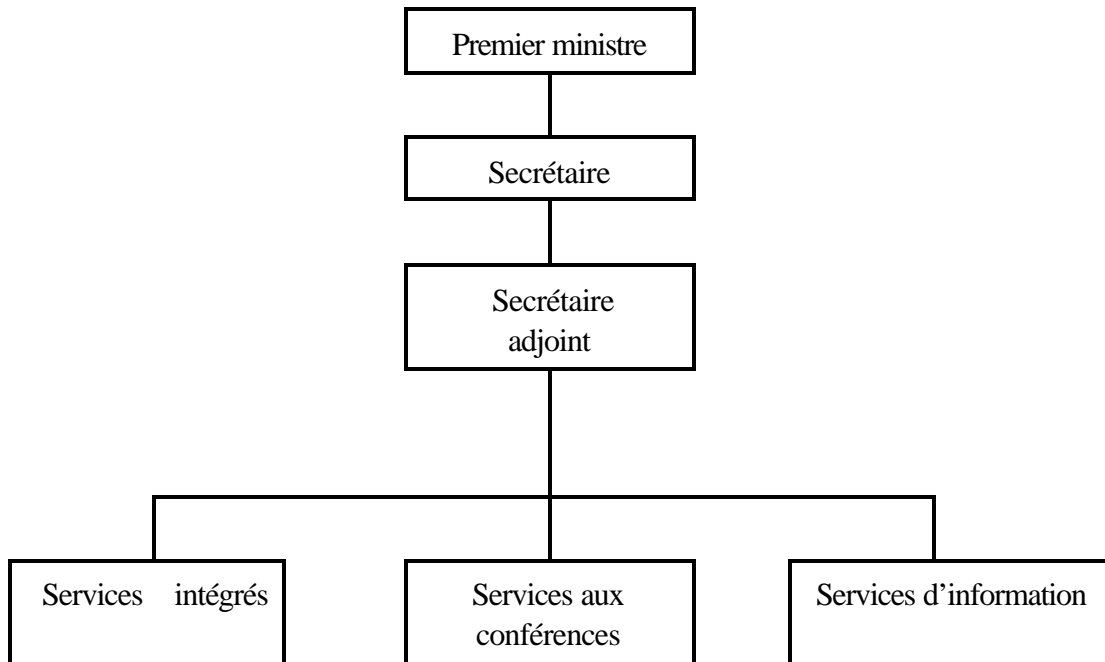 Premier ministre
Secrétaire
Secrétaire
adjoint
Services intégrés
Services aux
conférences
Services d’information